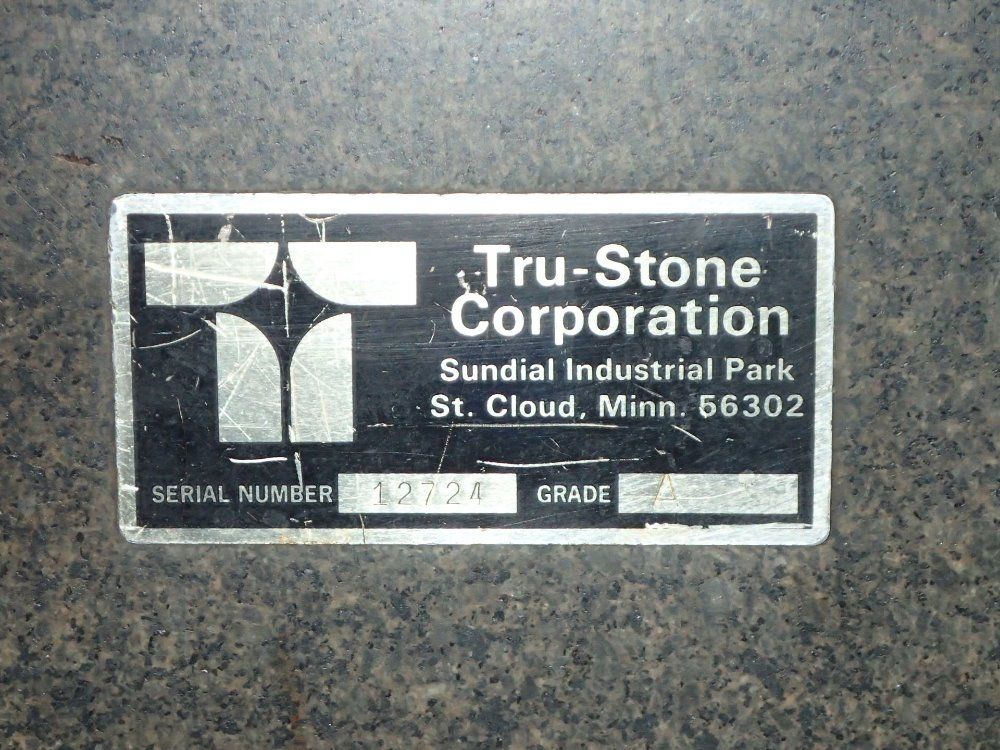 Tru-Stone
Corporation
Sundial Industrial Park
St. Cloud, Minn. 56302
SERIAL NUMBER 12724 GRADE A